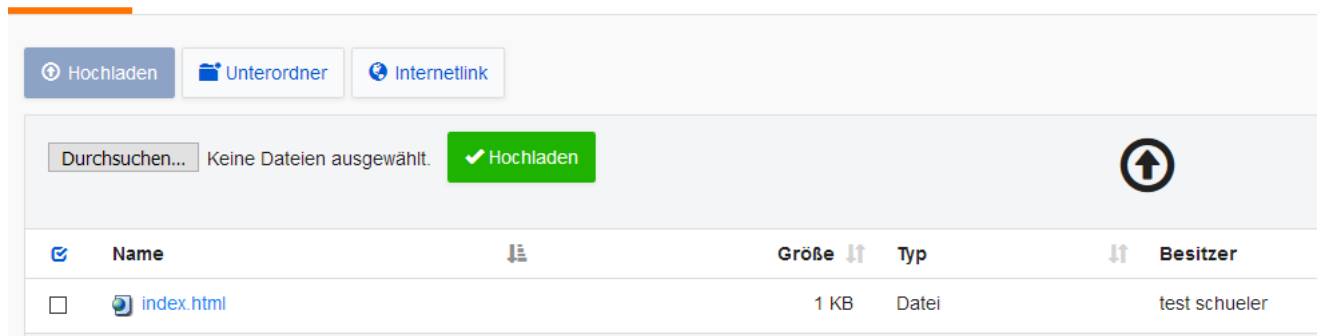 Hochladen Unterordner Internetlink
Durchsuchen... Keine Dateien ausgewählt. Hochladen
Name Größe Typ Besitzer
index.html 1 KB Datei test schueler